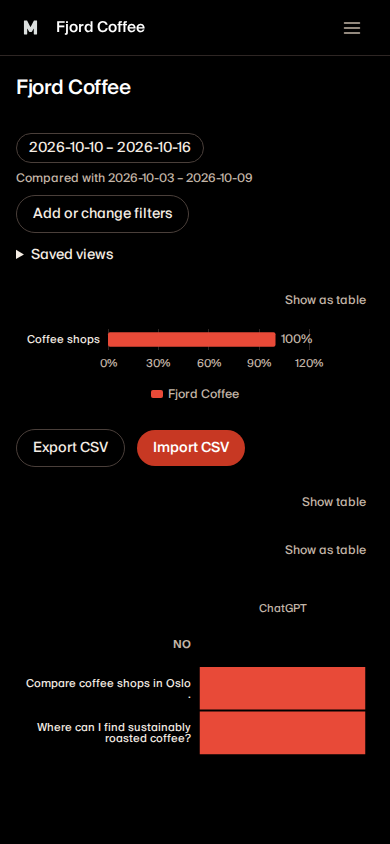 M Fjord Coffee
Fjord Coffee
2026-10-10 – 2026-10-16
Compared with 2026-10-03 – 2026-10-09
Add or change filters
Saved views
Show as table
Coffee shops 100%
0% 30% 60% 90% 120%
Fjord Coffee
Export CSV Import CSV
Show table
Show as table
ChatGPT
NO
Compare coffee shops in Oslo
.
Where can I find sustainably
roasted coffee?